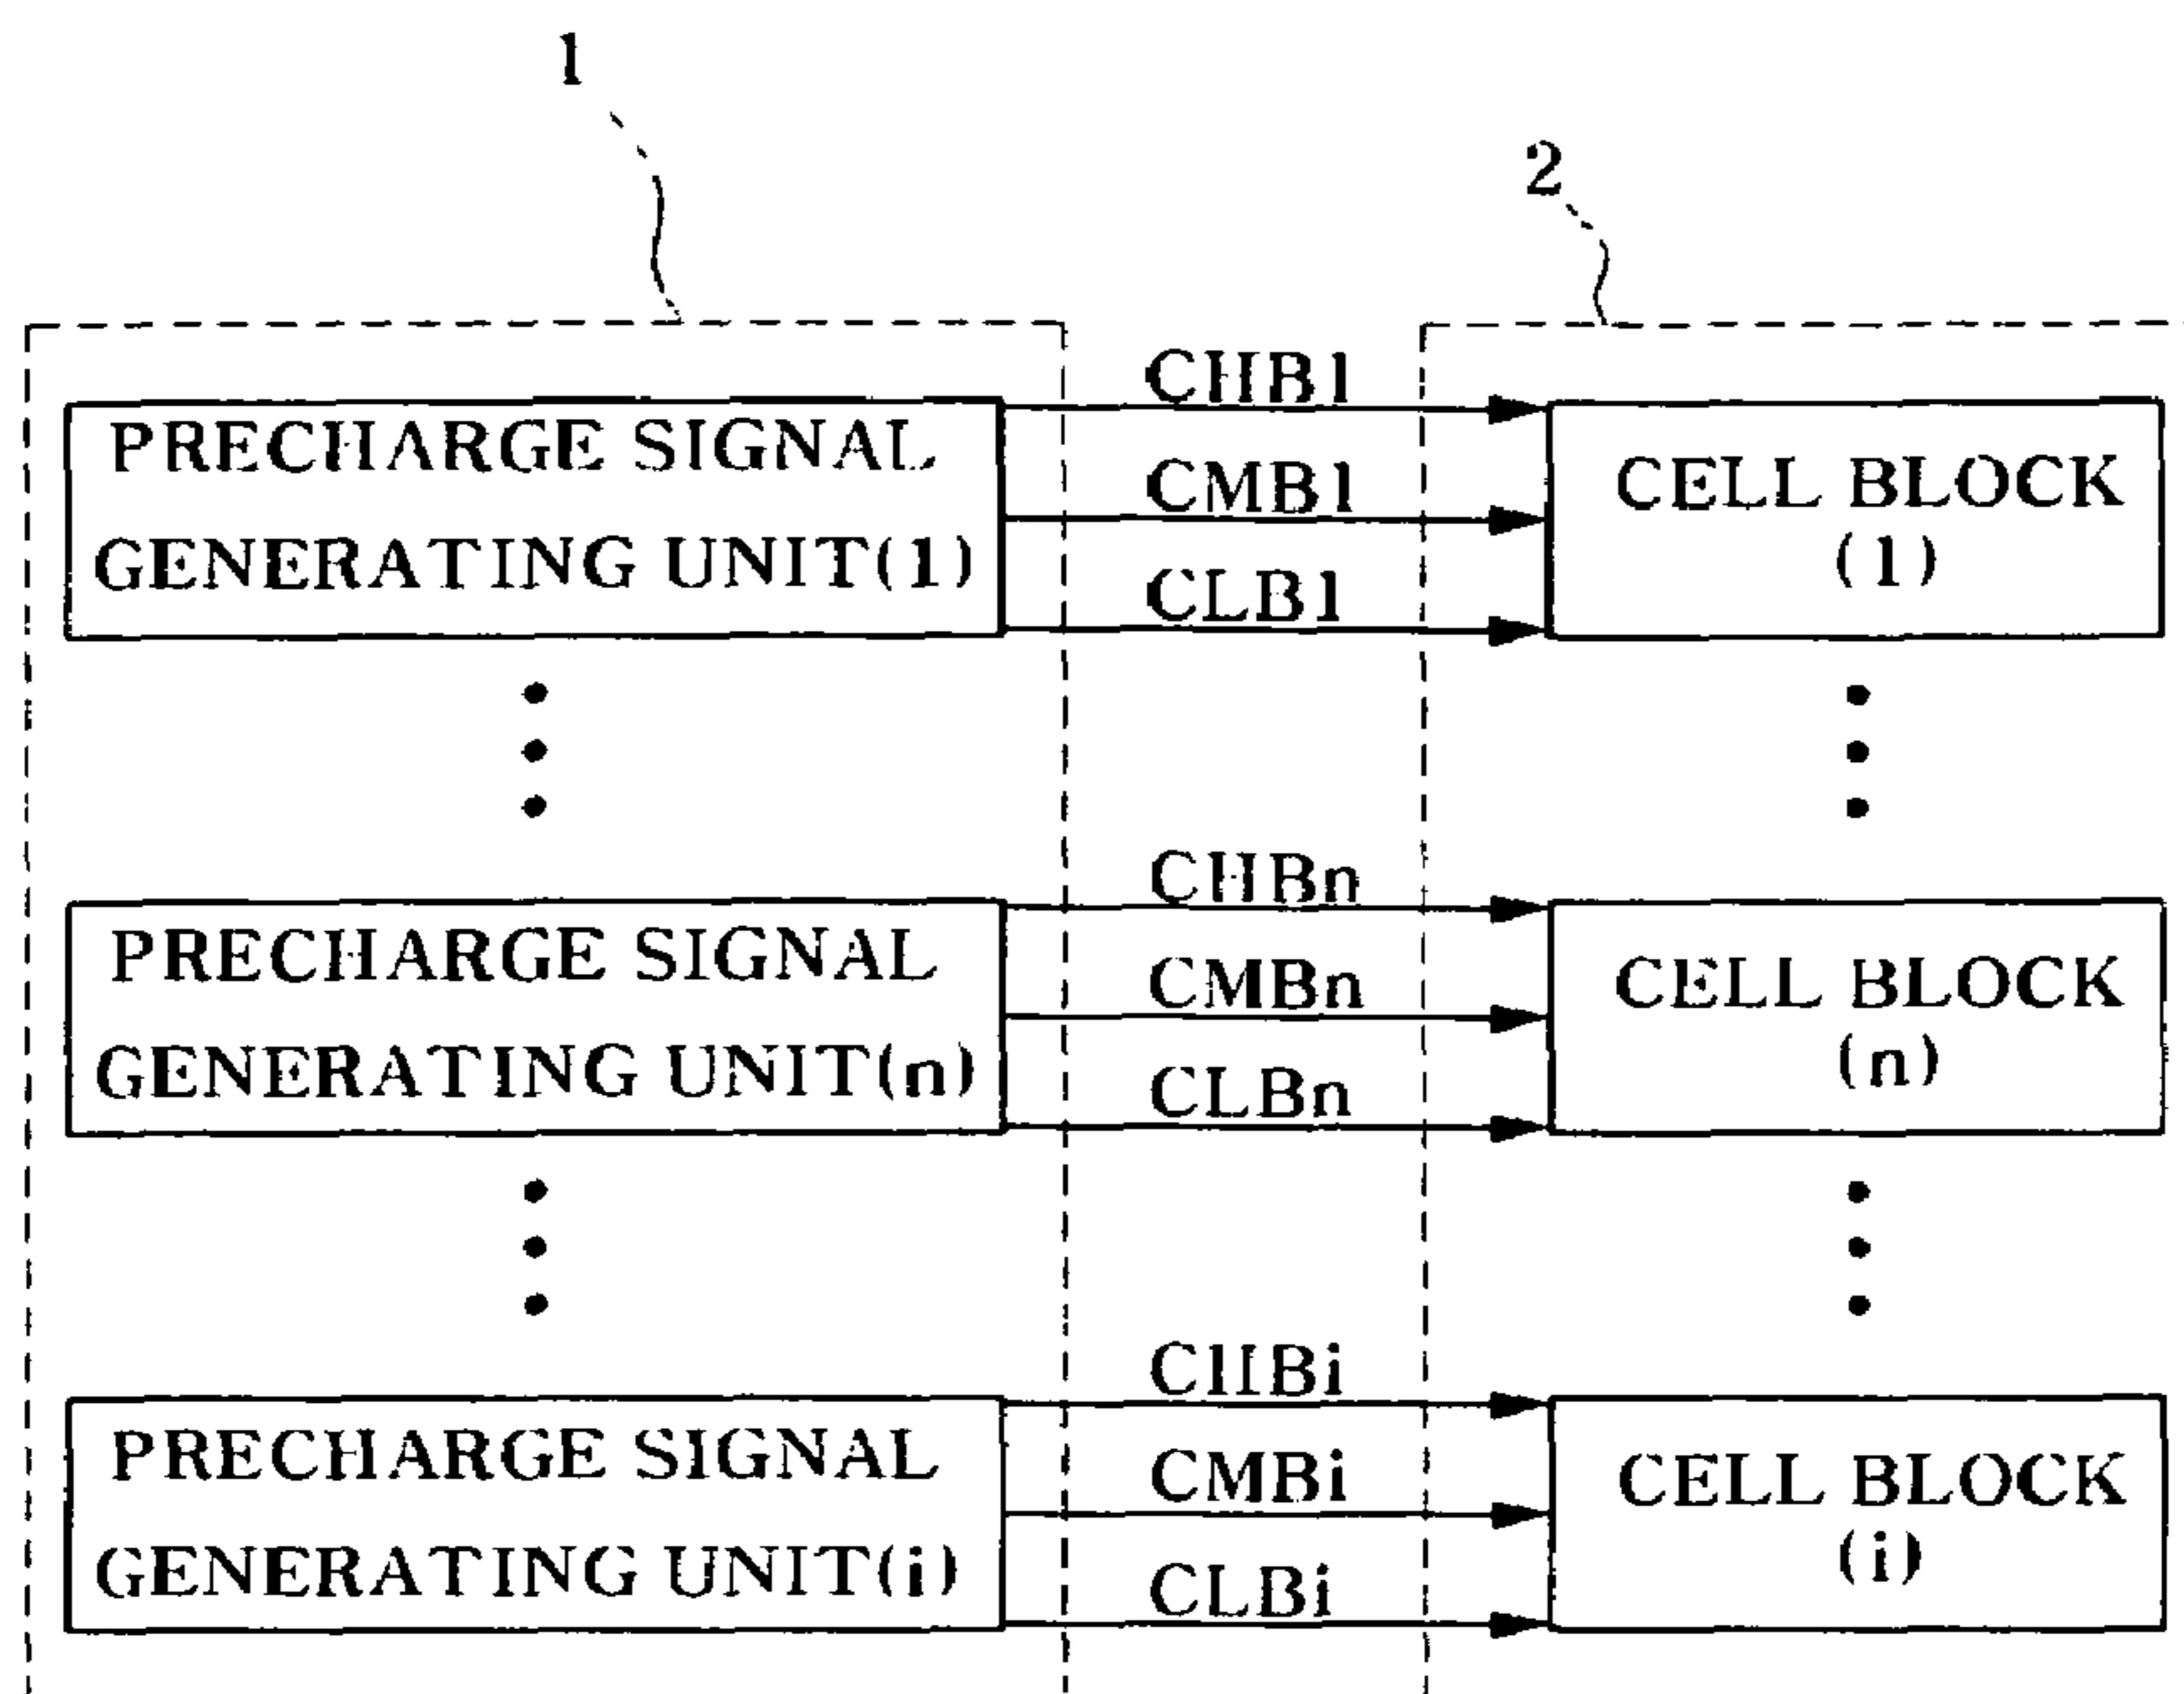 1
2
PRECHARGE SIGNAL
GENERATING UNIT(1)
CHB1
CMB1
CLB1
CELL BLOCK
(1)
PRECHARGE SIGNAL
GENERATING UNIT(n)
CHBn
CMBn
CLBn
CELL BLOCK
(n)
PRECHARGE SIGNAL
GENERATING UNIT(i)
CHBi
CMBi
CLBi
CELL BLOCK
(i)